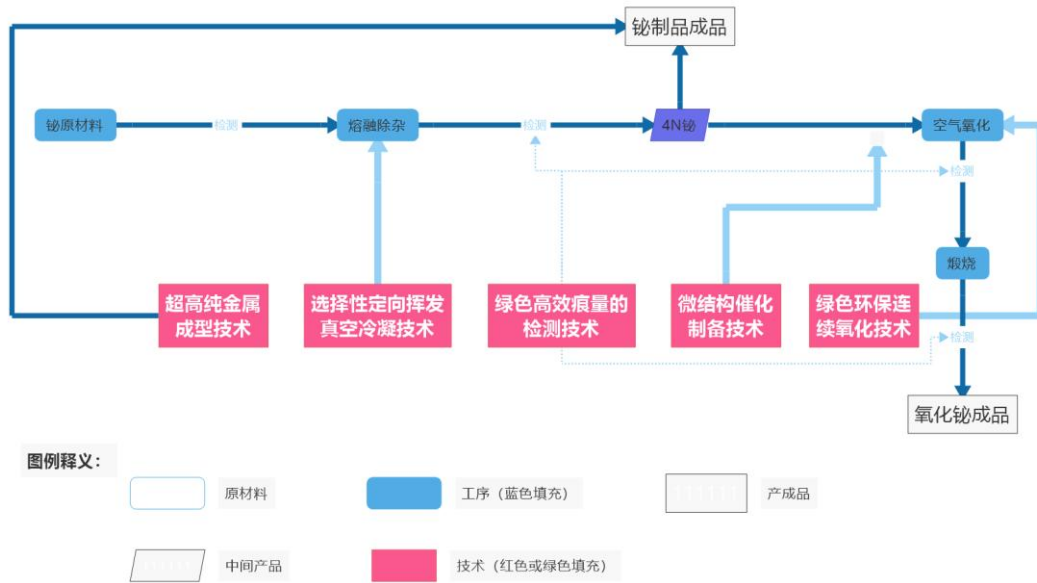 铋制品成品
铋原材料
检测
熔融除杂
检测
4N铋
空气氧化
检测
煅烧
超高纯金属
成型技术
选择性定向挥发
真空冷凝技术
绿色高效痕量的
检测技术
微结构催化
制备技术
绿色环保连
续氧化技术
检测
氧化铋成品
图例释义：
原材料
工序（蓝色填充）
产成品
中间产品
技术（红色或绿色填充）